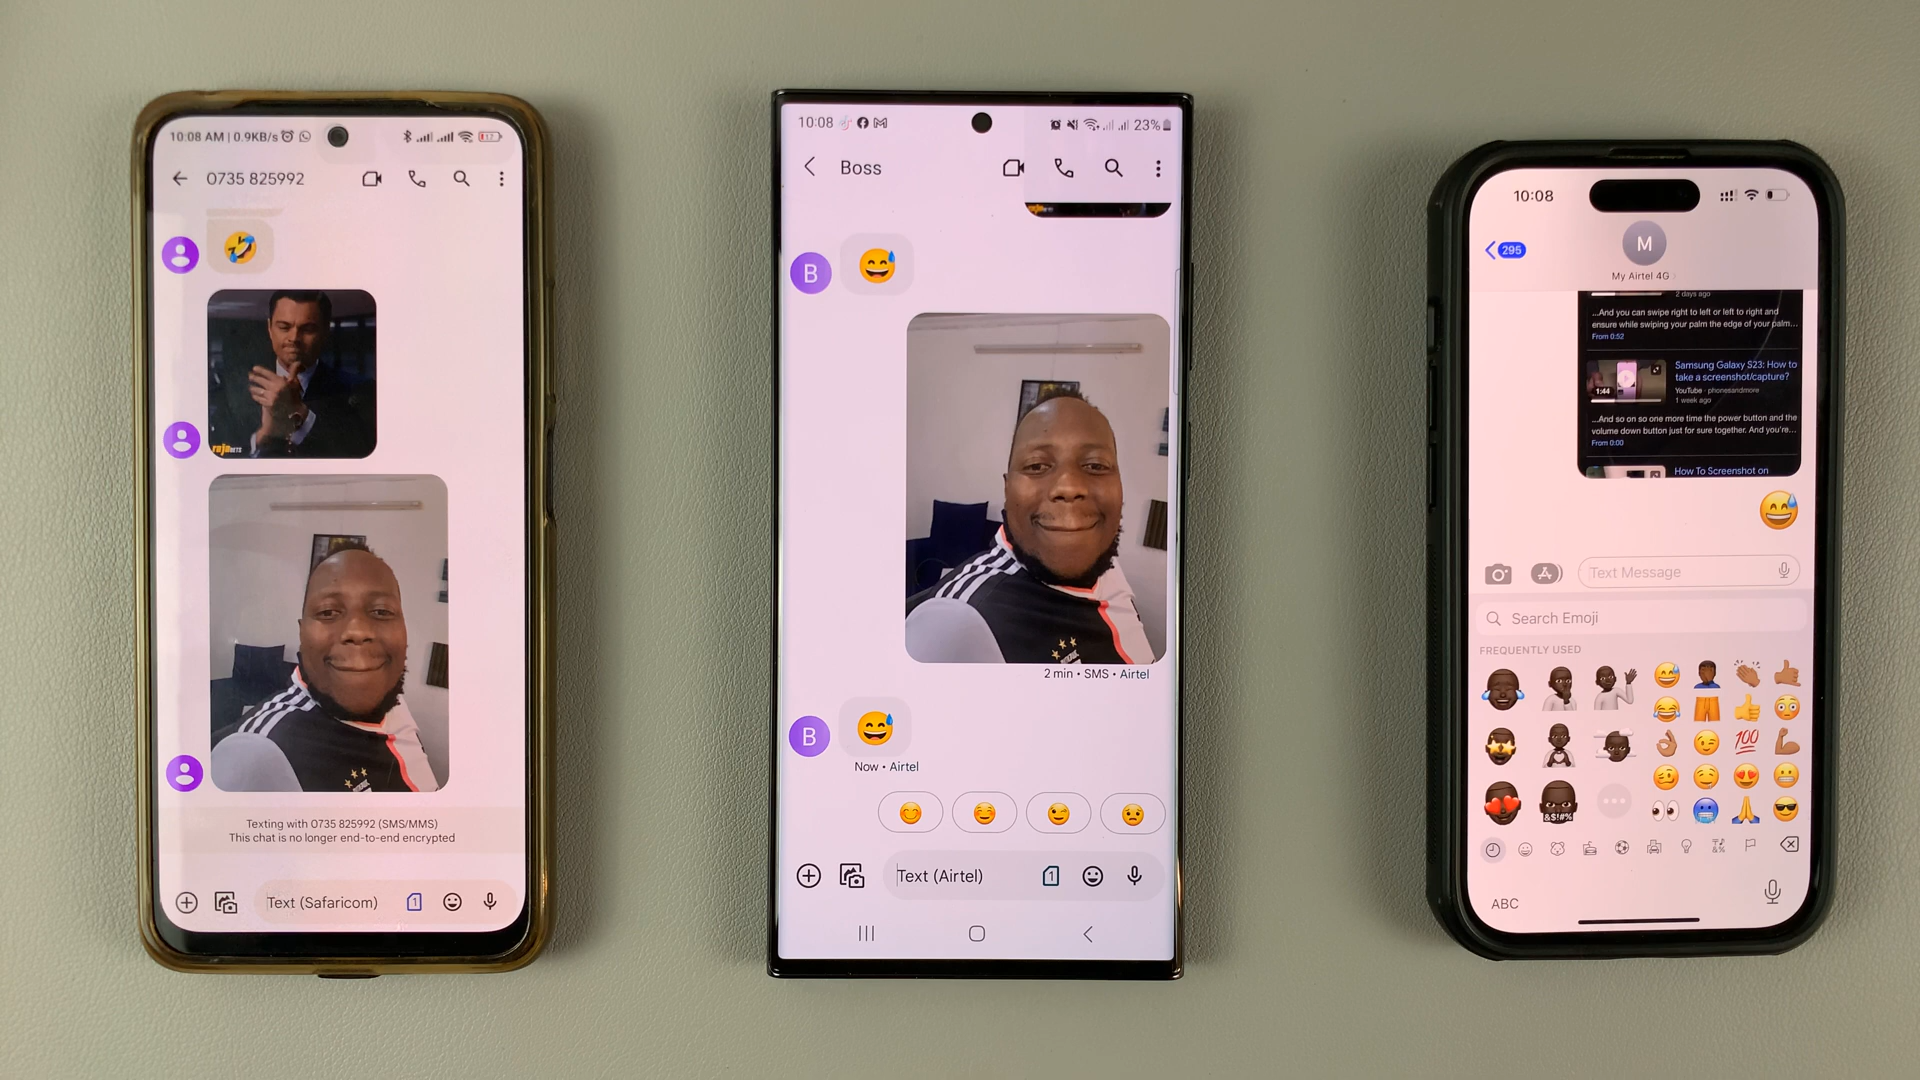 10:08 AM | 0.9KB/s
17
0735 825992
Texting with 0735 825992 (SMS/MMS)
This chat is no longer end-to-end encrypted
Text (Safaricom)
1
10:08
23%
Boss
B
2 min • SMS • Airtel
B
Now • Airtel
Text (Airtel)
1
10:08
295
M
My Airtel 4G
2 days ago
...And you can swipe right to left or left to right and
ensure while swiping your palm the edge of your palm...
From 0:52
1:44
Samsung Galaxy S23: How to
take a screenshot/capture?
YouTube · phonesandmore
1 week ago
...And so on so one more time the power button and the
volume down button just for sure together. And you're...
From 0:00
How To Screenshot on
Text Message
Search Emoji
FREQUENTLY USED
100
&$!#%
ABC